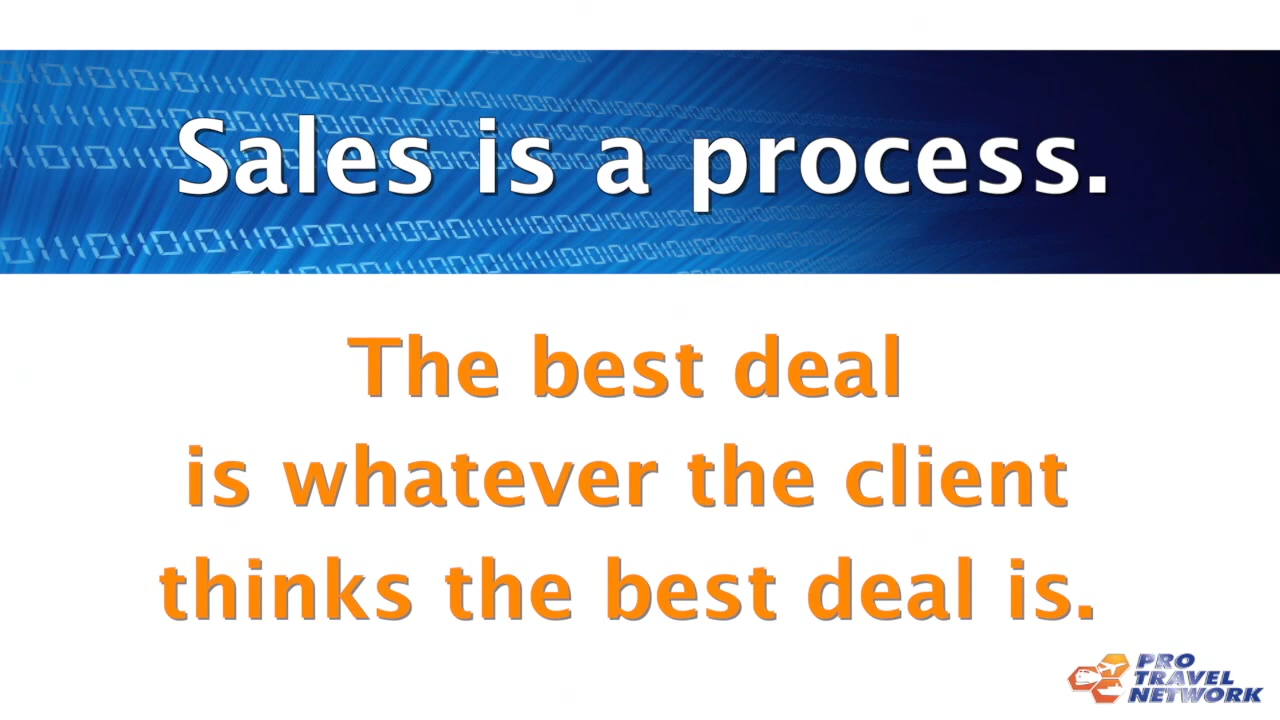 Sales is a process.
The best deal
is whatever the client
thinks the best deal is.
PRO
TRAVEL
NETWORK